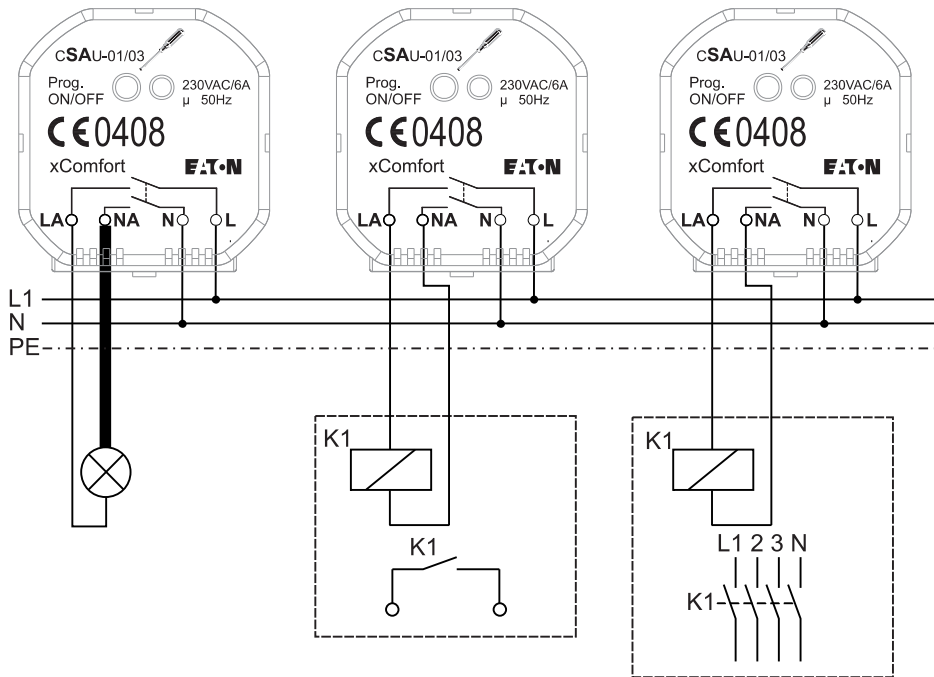 CSAU-01/03
Prog.
ON/OFF
230VAC/6A
µ 50Hz
CE0408
xComfort
EATON
LA
NA
N
L
CSAU-01/03
Prog.
ON/OFF
230VAC/6A
µ 50Hz
CE0408
xComfort
EATON
LA
NA
N
L
CSAU-01/03
Prog.
ON/OFF
230VAC/6A
µ 50Hz
CE0408
xComfort
EATON
LA
NA
N
L
L1
N
PE
K1
K1
K1
L1 2 3 N
K1